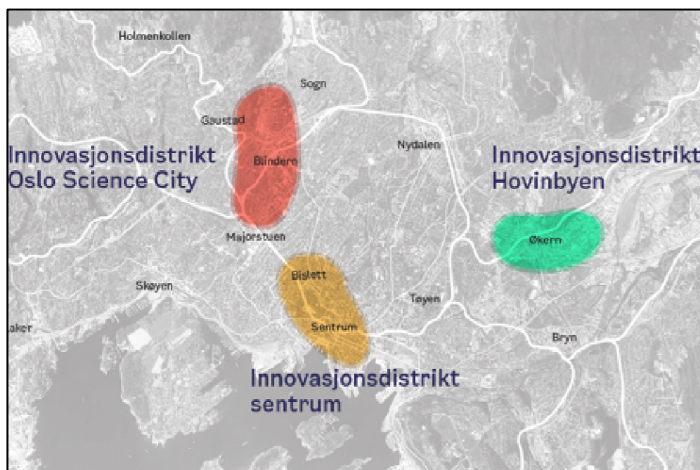 Holmenkollen
Sogn
Gaustad
Nydalen
Innovasjonsdistrikt
Oslo Science City
Blindern
Innovasjonsdistrikt
Hovinbyen
Majorstuen
Økern
Bislett
Skøyen
Tøyen
Sentrum
aker
Bryn
Innovasjonsdistrikt
sentrum